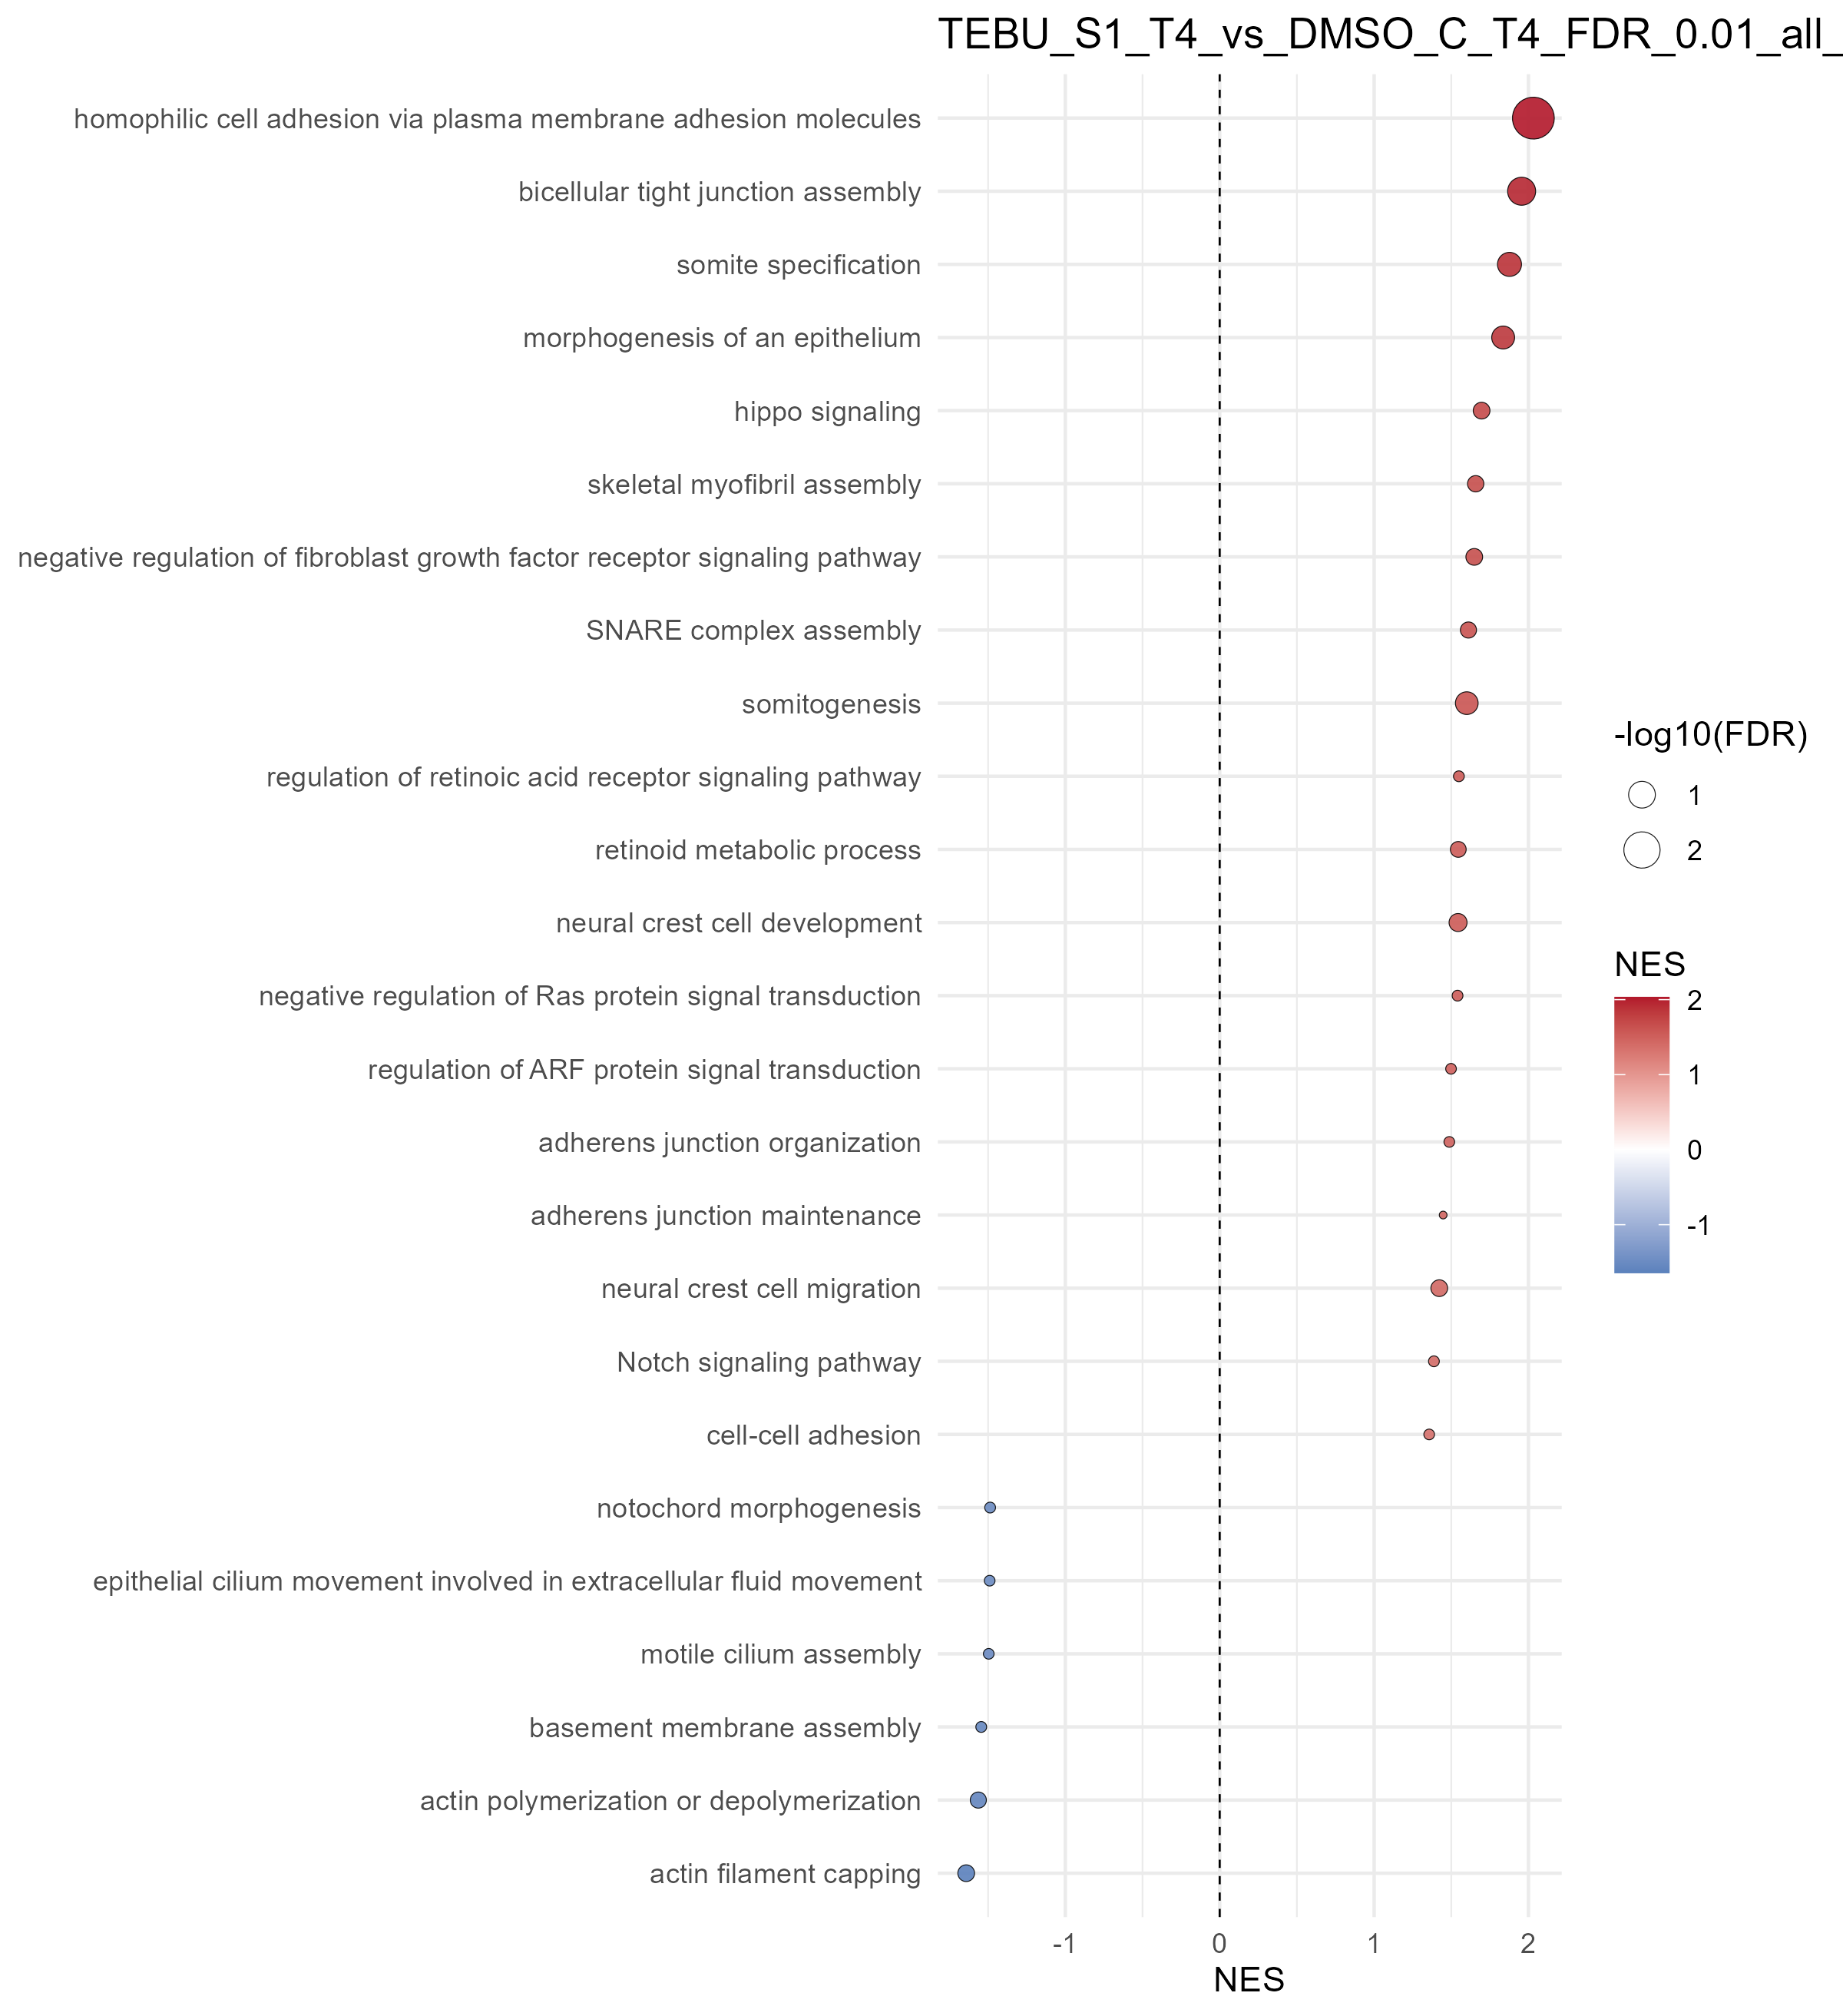 TEBU_S1_T4_vs_DMSO_C_T4_FDR_0.01_all_
homophilic cell adhesion via plasma membrane adhesion molecules
bicellular tight junction assembly
somite specification
morphogenesis of an epithelium
hippo signaling
skeletal myofibril assembly
negative regulation of fibroblast growth factor receptor signaling pathway
SNARE complex assembly
somitogenesis
regulation of retinoic acid receptor signaling pathway
retinoid metabolic process
neural crest cell development
negative regulation of Ras protein signal transduction
regulation of ARF protein signal transduction
adherens junction organization
adherens junction maintenance
neural crest cell migration
Notch signaling pathway
cell-cell adhesion
notochord morphogenesis
epithelial cilium movement involved in extracellular fluid movement
motile cilium assembly
basement membrane assembly
actin polymerization or depolymerization
actin filament capping
-1 0 1 2
NES
-log10(FDR)
1
2
NES
2
1
0
-1